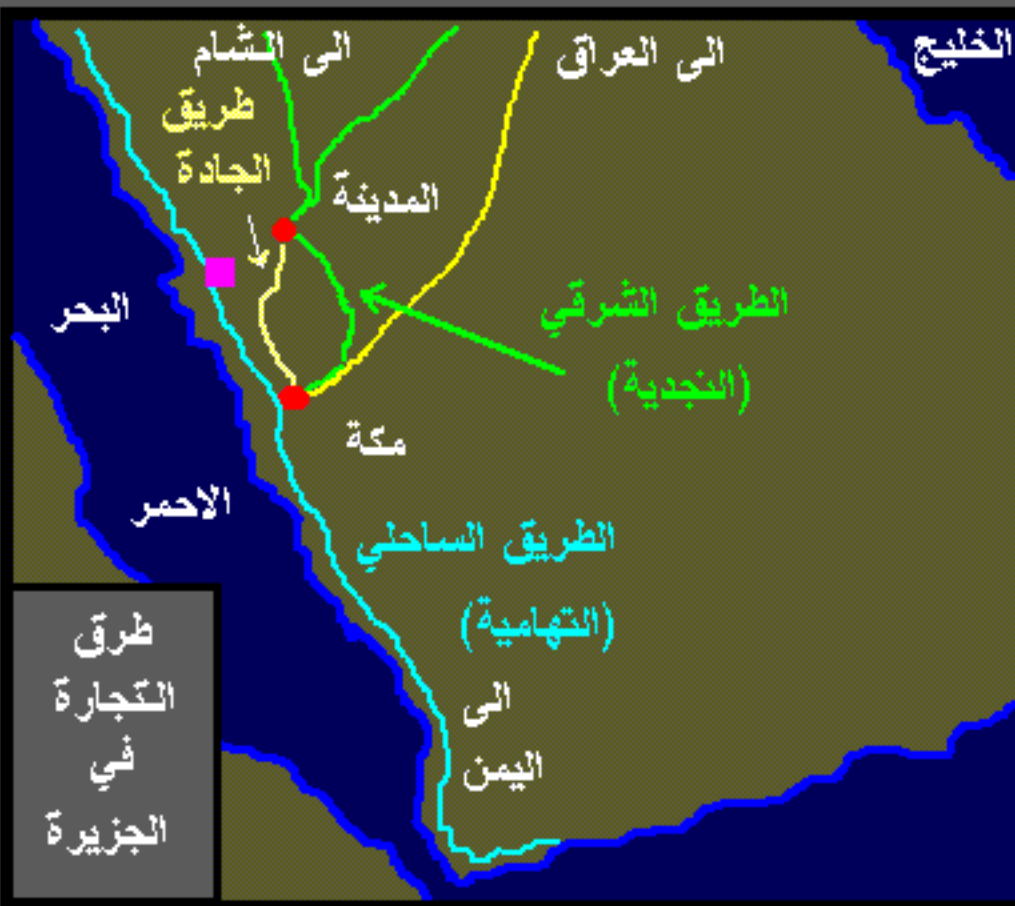 الى الشام
الى العراق
الخليج
طريق
الجادة
المدينة
البحر
الطريق الشرقي
(النجدية)
مكة
الاحمر
الطريق الساحلي
(التهامية)
الى
اليمن
طرق
التجارة
في
الجزيرة